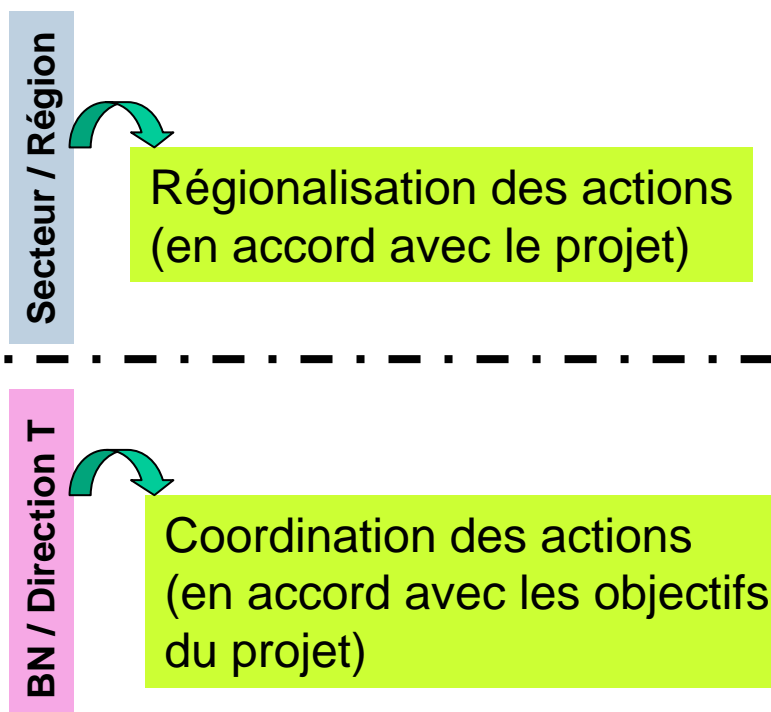 Secteur / Région
Régionalisation des actions
(en accord avec le projet)
BN / Direction T
Coordination des actions
(en accord avec les objectifs
du projet)